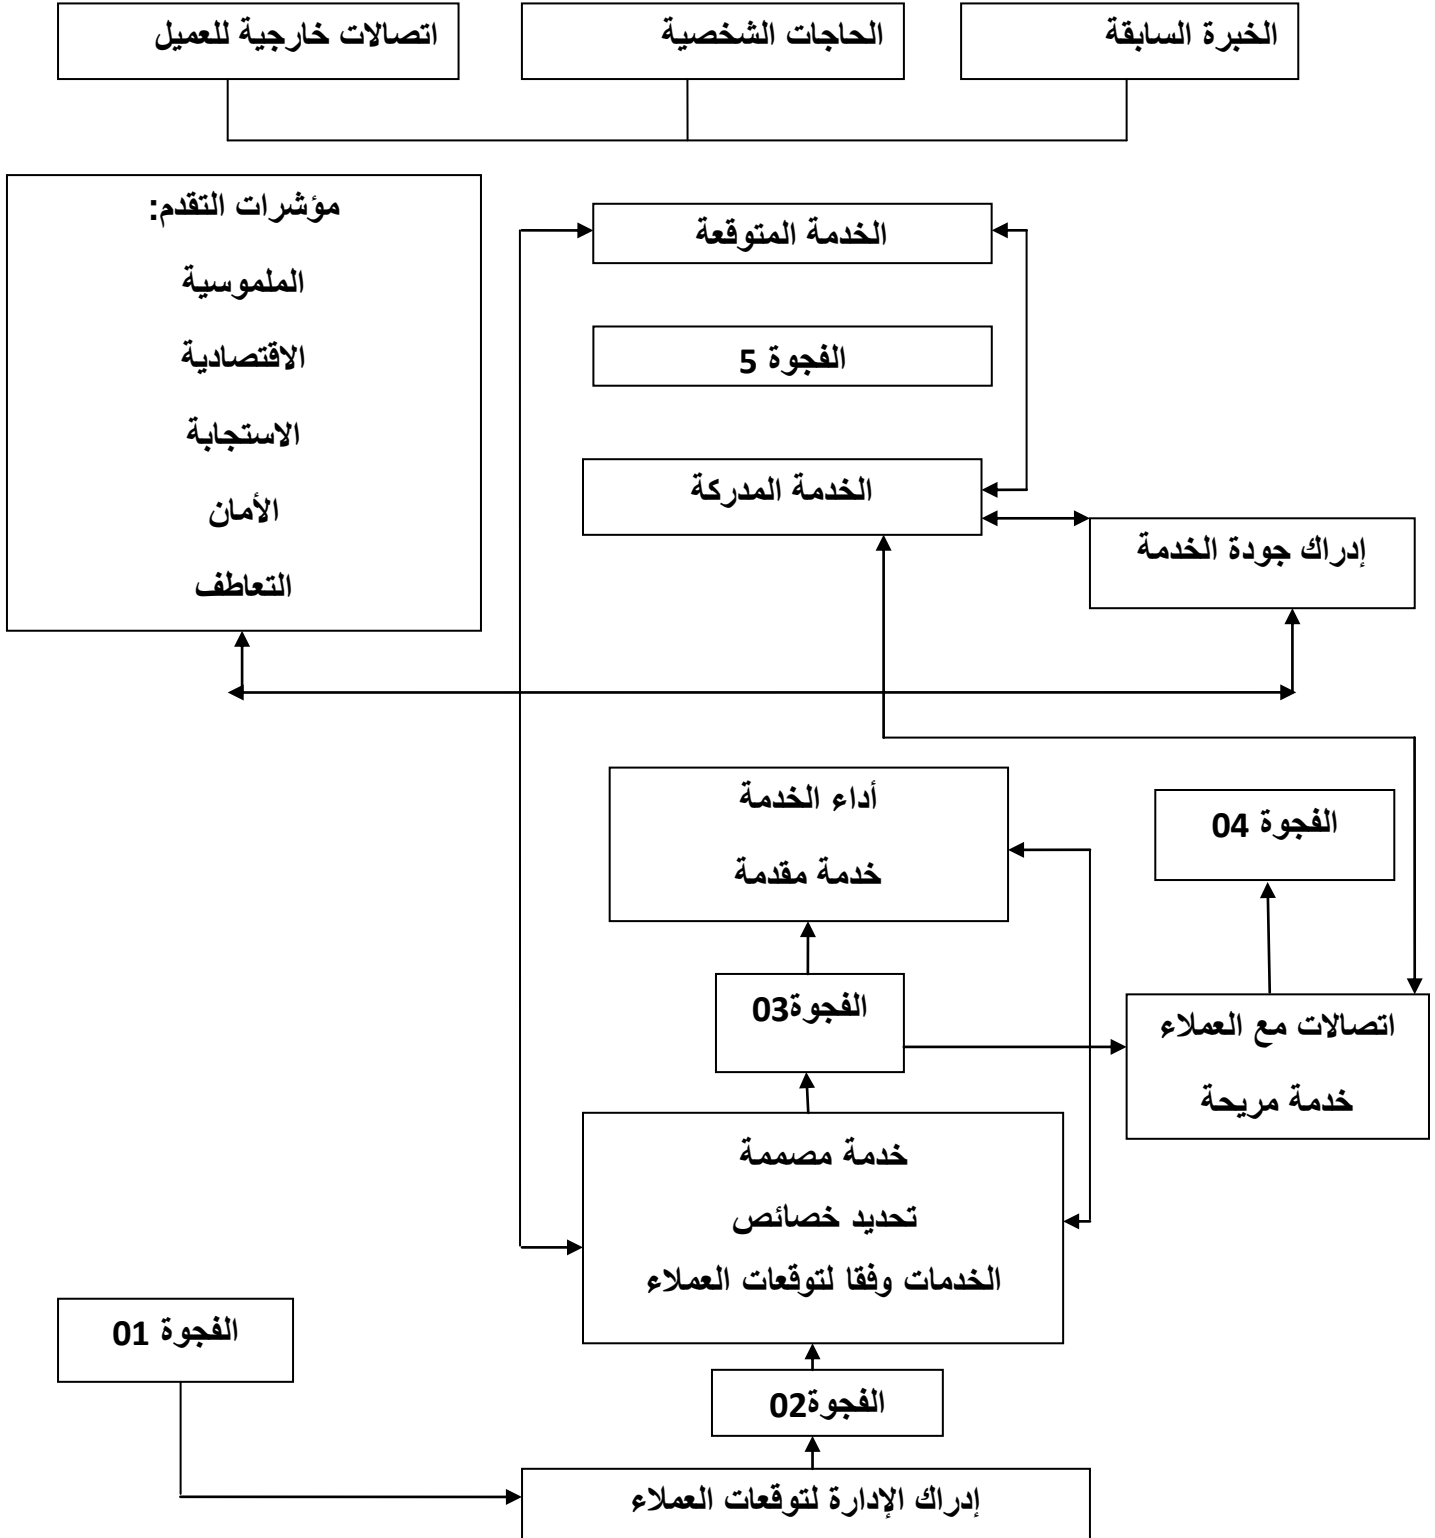 الخبرة السابقة
الحاجات الشخصية
اتصالات خارجية للعميل
مؤشرات التقدم:
الملموسية
الاقتصادية
الاستجابة
الأمان
التعاطف
الخدمة المتوقعة
الفجوة 5
الخدمة المدركة
إدراك جودة الخدمة
أداء الخدمة
خدمة مقدمة
الفجوة 04
الفجوة03
اتصالات مع العملاء
خدمة مريحة
خدمة مصممة
تحديد خصائص
الخدمات وفقا لتوقعات العملاء
الفجوة 01
الفجوة02
إدراك الإدارة لتوقعات العملاء